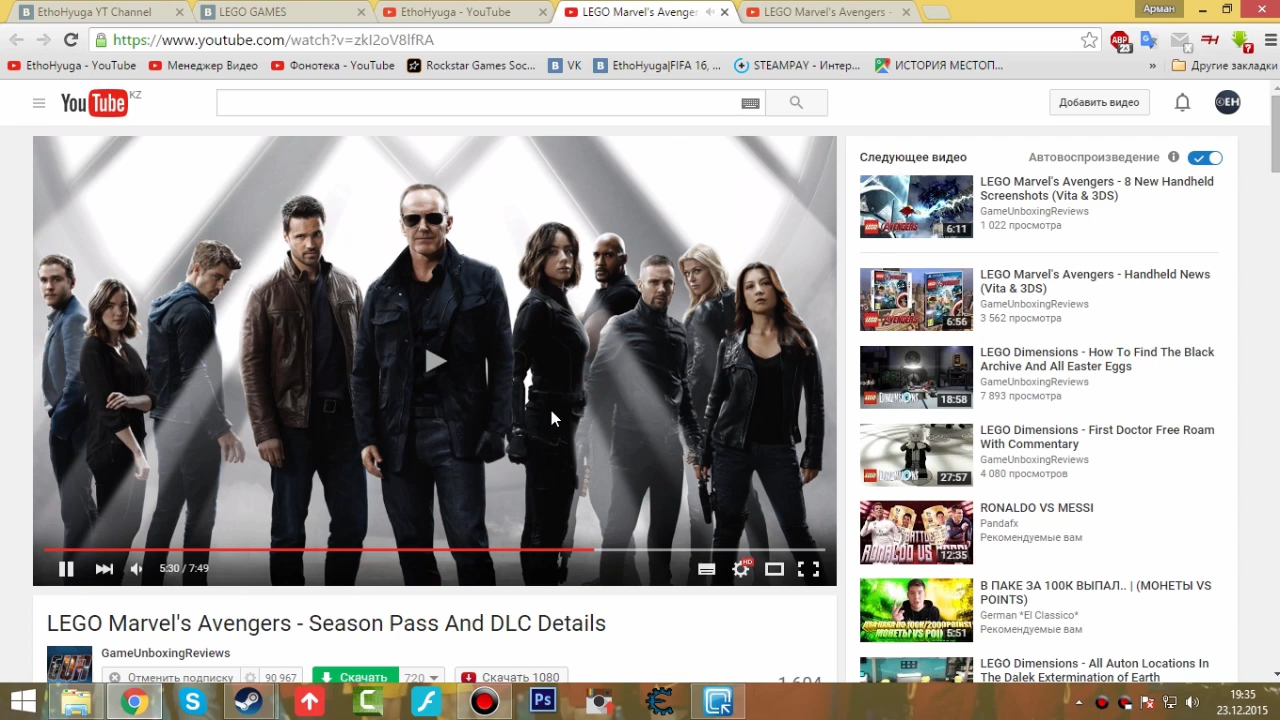 EthoHyuga YT Channel
LEGO GAMES
EthoHyuga - YouTube
LEGO Marvel's Avenger
LEGO Marvel's Avengers -
Арман
https://www.youtube.com/watch?v=zkI2oV8lfRA
ABP
23
7
EthoHyuga - YouTube
Менеджер Видео
Фонотека - YouTube
Rockstar Games Soc...
VK
EthoHyuga|FIFA 16, ...
STEAMPAY - Интер...
ИСТОРИЯ МЕСТОП...
»
Другие закладки
YouTube KZ
Добавить видео
EH
Следующее видео
Автовоспроизведение
LEGO Marvel's Avengers - 8 New Handheld
Screenshots (Vita & 3DS)
GameUnboxingReviews
1 022 просмотра
6:11
LEGO Marvel's Avengers - Handheld News
(Vita & 3DS)
GameUnboxingReviews
3 562 просмотра
6:56
LEGO Dimensions - How To Find The Black
Archive And All Easter Eggs
GameUnboxingReviews
7 893 просмотра
18:58
LEGO Dimensions - First Doctor Free Roam
With Commentary
GameUnboxingReviews
4 080 просмотров
27:57
RONALDO VS MESSI
Pandafx
Рекомендуемые вам
12:35
В ПАКЕ ЗА 100К ВЫПАЛ.. | (МОНЕТЫ VS
POINTS)
German *El Classico*
Рекомендуемые вам
5:51
LEGO Dimensions - All Auton Locations In
The Dalek Extermination of Earth
5:30 / 7:49
HD
LEGO Marvel's Avengers - Season Pass And DLC Details
GameUnboxingReviews
Отменить подписку
90 967
Скачать
720
Скачать 1080
1 604
19:35
23.12.2015